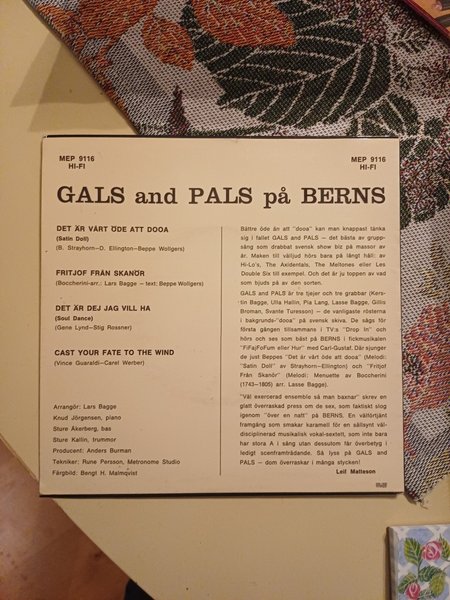 MEP 9116
HI-FI
MEP 9116
HI-FI
GALS and PALS på BERNS
DET ÄR VÅRT ÖDE ATT DOOA
(Satin Doll)
(B. Strayhorn–D. Ellington–Beppe Wollgers)
FRITJOF FRÅN SKANÖR
(Boccherini-arr.: Lars Bagge – text: Beppe Wollgers)
DET ÄR DEJ JAG VILL HA
(Soul Dance)
(Gene Lynd–Stig Rossner)
CAST YOUR FATE TO THE WIND
(Vince Guaraldi–Carel Werber)
Arrangör: Lars Bagge
Knud Jörgensen, piano
Sture Åkerberg, bas
Sture Kallin, trummor
Producent: Anders Burman
Tekniker: Rune Persson, Metronome Studio
Färgbild: Bengt H. Malmqvist
Bättre öde än att "dooa" kan man knappast tänka
sig i fallet GALS and PALS – det bästa av grupp-
sång som drabbat svensk show biz på massor av
år. Maken till väljud hörs bara på långt håll: av
Hi-Lo's, The Axidentals, The Meltones eller Les
Double Six till exempel. Och det är ju toppen av vad
som bjuds på av den sorten.
GALS and PALS är tre tjejer och tre grabbar (Kers-
tin Bagge, Ulla Hallin, Pia Lang, Lasse Bagge, Gillis
Broman, Svante Turesson) – de vanligaste rösterna
i bakgrunds-"dooa" på svensk skiva. De sågs för
första gången tillsammans i TV:a "Drop In" och
hörs och ses som bäst på BERNS i fickmusikalen
"FiFajFoFum eller Hur" med Carl-Gustaf. Där sjunger
de just Beppes "Det är vårt öde att dooa" (Melodi:
"Satin Doll" av Strayhorn–Ellington) och "Fritjof
Från Skanör" (Melodi: Menuette av Boccherini
(1743–1805) arr. Lasse Bagge).
"Väl exercerad ensemble så man baxnar" skrev en
glatt överraskad press om de sex, som faktiskt slog
igenom "över en natt" på BERNS. En välförtjänt
framgång som smakar karamell för en sällsynt väl-
disciplinerad musikalisk vokal-sextett, som inte bara
har stora A i sång utan dessutom får överbetyg i
ledigt scenframträdande. Så lyss på GALS and
PALS – dom överraskar i många stycken!
Leif Matteson